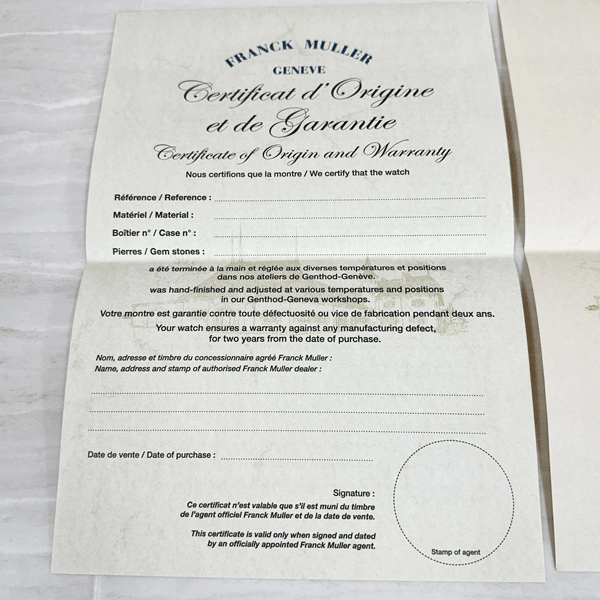 FRANCK MULLER
GENEVE
Certificat d'Origine
et de Garantie
Certificate of Origin and Warranty
Nous certifions que la montre / We certify that the watch
Référence / Reference :
Matériel / Material :
Boîtier n° / Case n° :
Pierres / Gem stones :
a été terminée à la main et réglée aux diverses températures et positions
dans nos ateliers de Genthod-Genève.
was hand-finished and adjusted at various temperatures and positions
in our Genthod-Geneva workshops.
Votre montre est garantie contre toute défectuosité ou vice de fabrication pendant deux ans.
Your watch ensures a warranty against any manufacturing defect,
for two years from the date of purchase.
Nom, adresse et timbre du concessionnaire agréé Franck Muller :
Name, address and stamp of authorised Franck Muller dealer :
Date de vente / Date of purchase :
Signature :
Ce certificat n'est valable que s'il est muni du timbre
de l'agent officiel Franck Muller et de la date de vente.
This certificate is valid only when signed and dated
by an officially appointed Franck Muller agent.
Stamp of agent